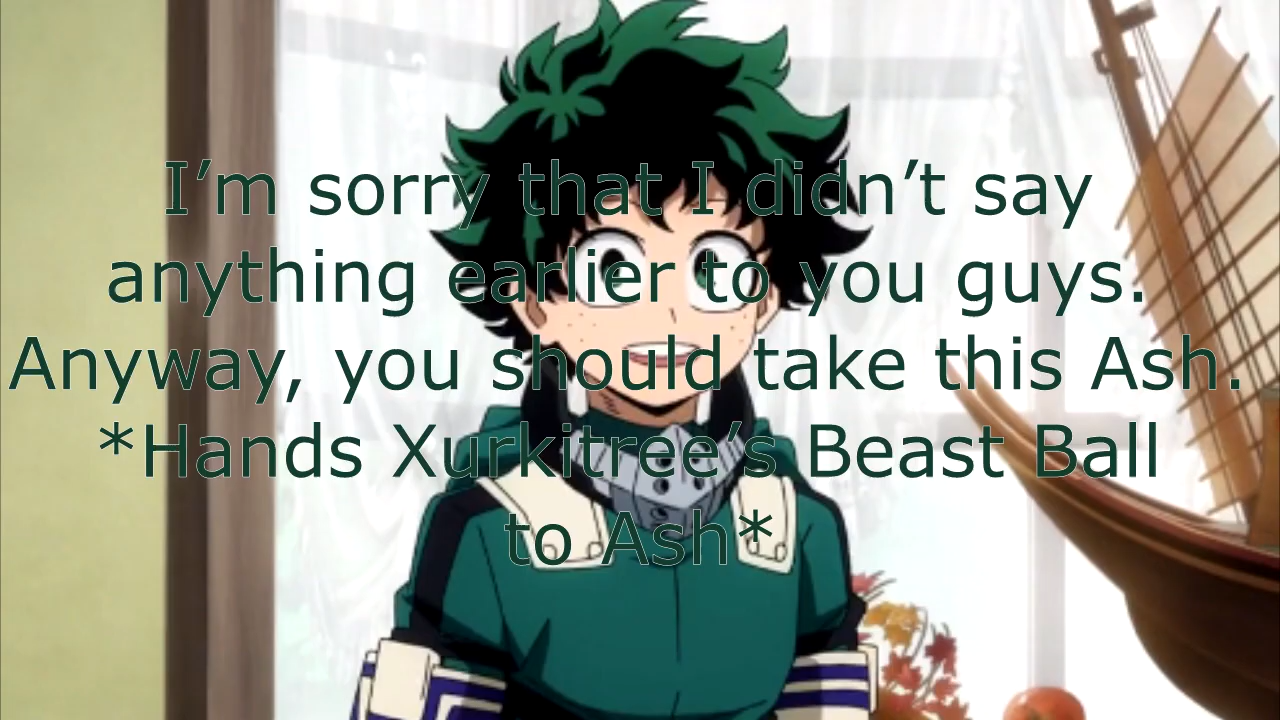 I’m sorry that I didn’t say
anything earlier to you guys.
Anyway, you should take this Ash.
*Hands Xurkitree’s Beast Ball
to Ash*